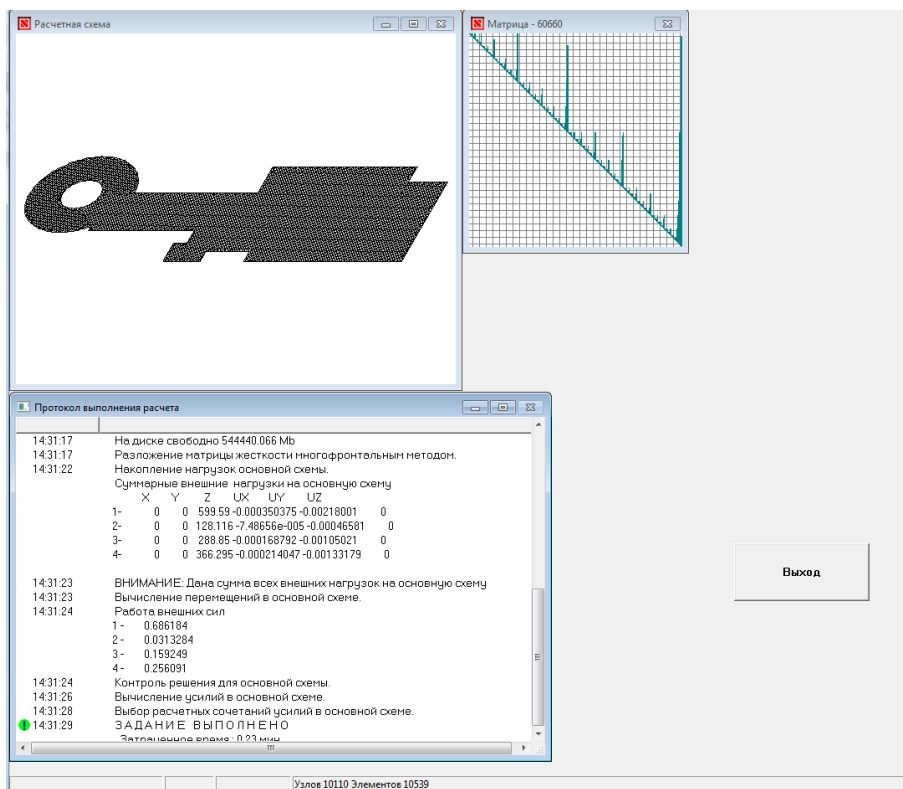 Расчетная схема
Матрица - 60660
Протокол выполнения расчета
14:31:17 На диске свободно 544440.066 Mb
14:31:17 Разложение матрицы жесткости многофронтальным методом.
14:31:22 Накопление нагрузок основной схемы.
Суммарные внешние нагрузки на основную схему
X Y Z UX UY UZ
1- 0 0 599.59 -0.000350375 -0.00218001 0
2- 0 0 128.116 -7.48656e-005 -0.00046581 0
3- 0 0 288.85 -0.000168792 -0.00105021 0
4- 0 0 366.295 -0.000214047 -0.00133179 0
14:31:23 ВНИМАНИЕ: Дана сумма всех внешних нагрузок на основную схему
14:31:23 Вычисление перемещений в основной схеме.
14:31:24 Работа внешних сил
1 - 0.686184
2 - 0.0313284
3 - 0.159249
4 - 0.256091
14:31:24 Контроль решения для основной схемы.
14:31:26 Вычисление усилий в основной схеме.
14:31:28 Выбор расчетных сочетаний усилий в основной схеме.
14:31:29 З А Д А Н И Е В Ы П О Л Н Е Н О
Затраченное время : 0.23 мин
Выход
Узлов 10110 Элементов 10539